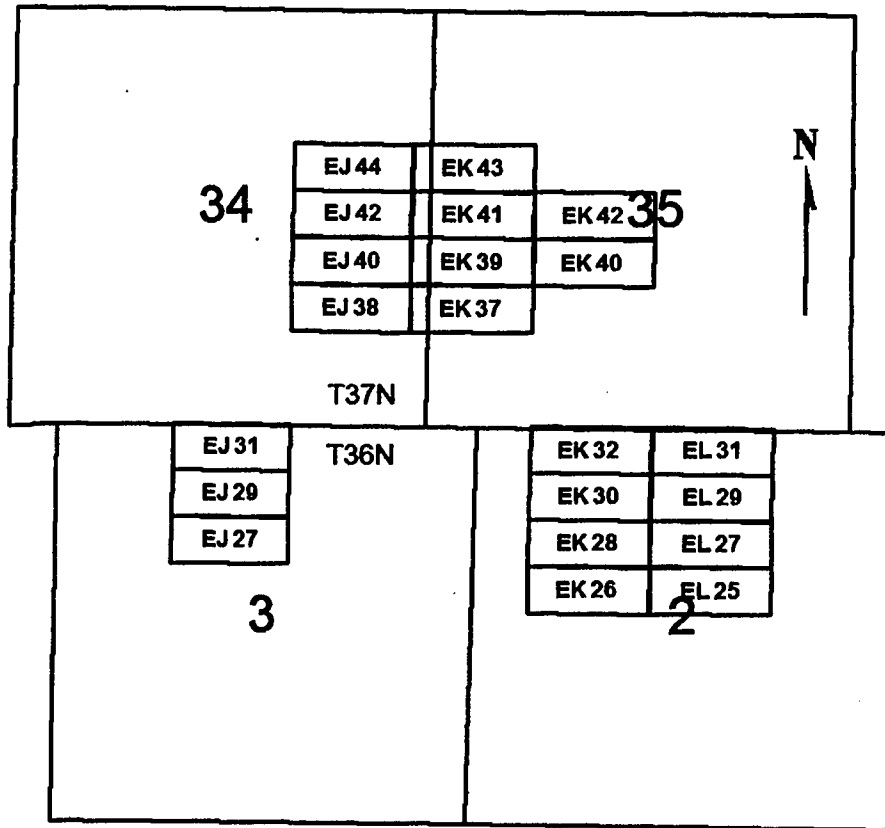 N
EJ 44 EK 43
34 EJ 42 EK 41 EK 42 35
EJ 40 EK 39 EK 40
EJ 38 EK 37
T37N
T36N
EJ 31 EK 32 EL 31
EJ 29 EK 30 EL 29
EJ 27 EK 28 EL 27
EK 26 EL 25
3 2